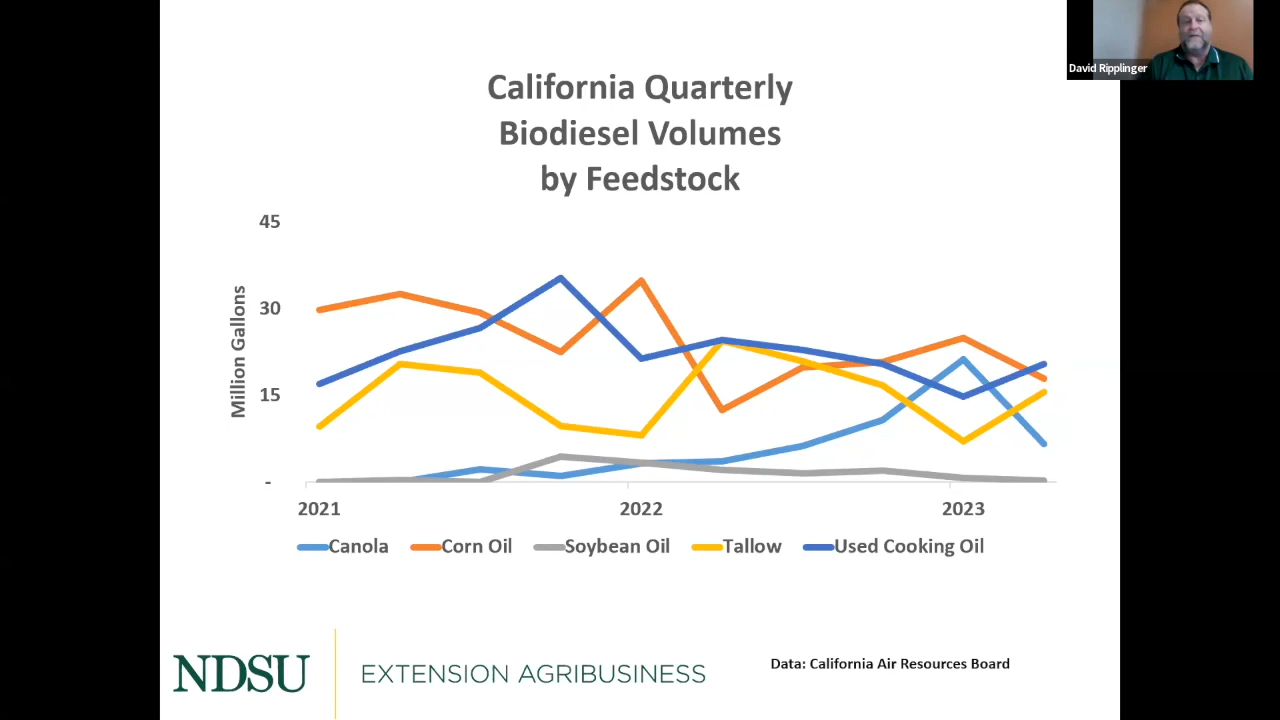 David Ripplinger
California Quarterly
Biodiesel Volumes
by Feedstock
Million Gallons
45
30
15
-
2021 2022 2023
Canola Corn Oil Soybean Oil Tallow Used Cooking Oil
NDSU EXTENSION AGRIBUSINESS
Data: California Air Resources Board